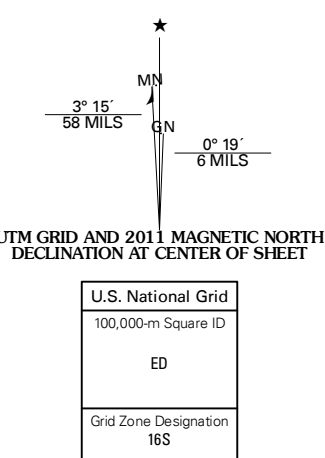 ★
MN
3° 15´
58 MILS
GN
0° 19´
6 MILS
UTM GRID AND 2011 MAGNETIC NORTH
DECLINATION AT CENTER OF SHEET
U.S. National Grid
100,000-m Square ID
ED
Grid Zone Designation
16S